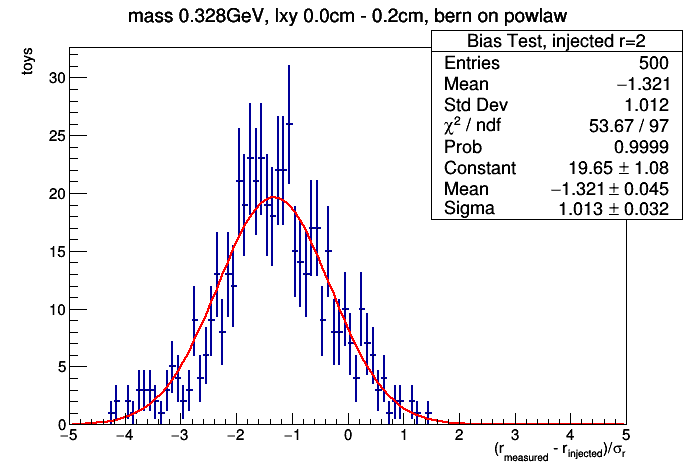 mass 0.328GeV, lxy 0.0cm - 0.2cm, bern on powlaw
Bias Test, injected r=2
Entries 500
Mean −1.321
Std Dev 1.012
χ² / ndf 53.67 / 97
Prob 0.9999
Constant 19.65 ± 1.08
Mean −1.321 ± 0.045
Sigma 1.013 ± 0.032
toys
30
25
20
15
10
5
0
−5 −4 −3 −2 −1 0 1 2 3 4 5
(r_measured - r_injected)/σ_r